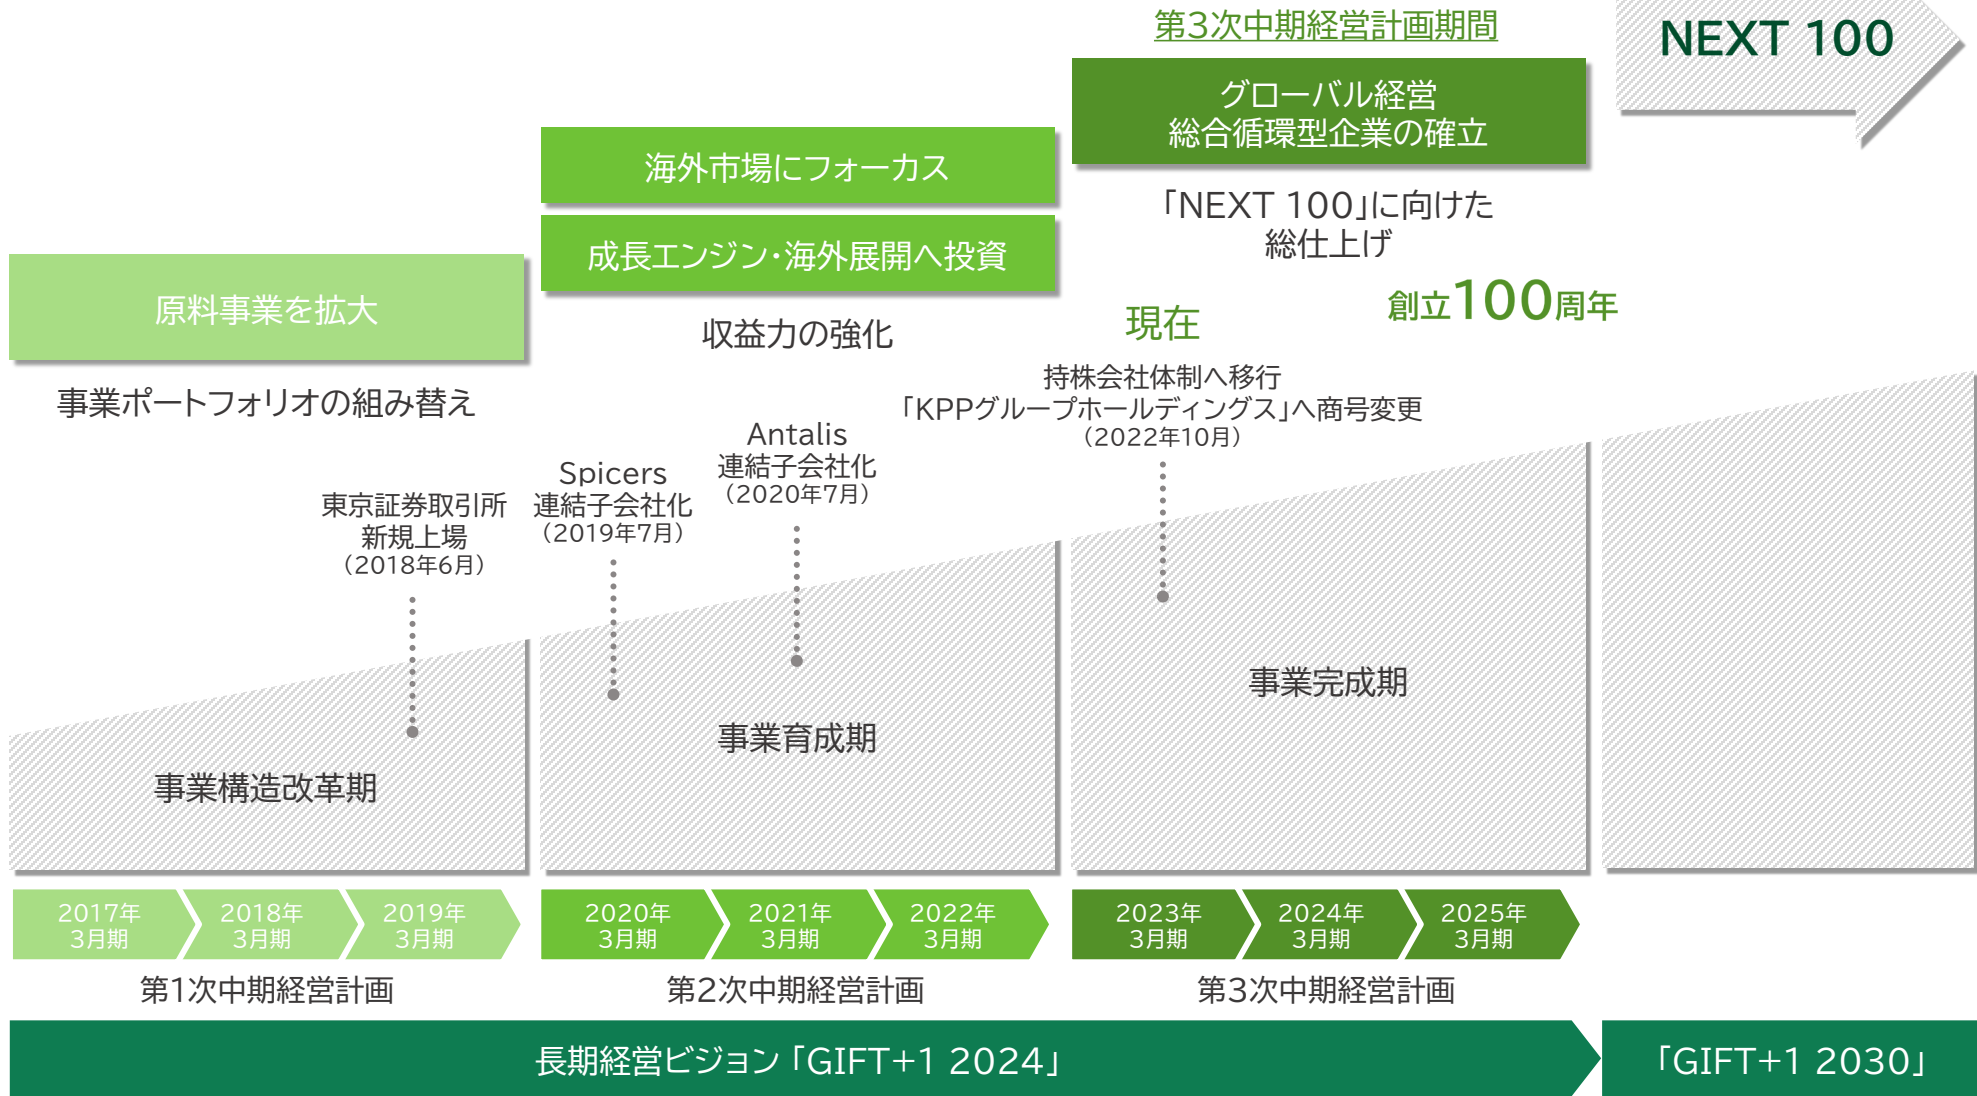 第3次中期経営計画期間
NEXT 100
グローバル経営
総合循環型企業の確立
「NEXT 100」に向けた
総仕上げ
海外市場にフォーカス
成長エンジン・海外展開へ投資
収益力の強化
原料事業を拡大
事業ポートフォリオの組み替え
現在
創立100周年
持株会社体制へ移行
「KPPグループホールディングス」へ商号変更
(2022年10月)
Antalis
連結子会社化
(2020年7月)
Spicers
連結子会社化
(2019年7月)
東京証券取引所
新規上場
(2018年6月)
事業構造改革期
事業育成期
事業完成期
2017年
3月期
2018年
3月期
2019年
3月期
2020年
3月期
2021年
3月期
2022年
3月期
2023年
3月期
2024年
3月期
2025年
3月期
第1次中期経営計画
第2次中期経営計画
第3次中期経営計画
長期経営ビジョン「GIFT+1 2024」
「GIFT+1 2030」